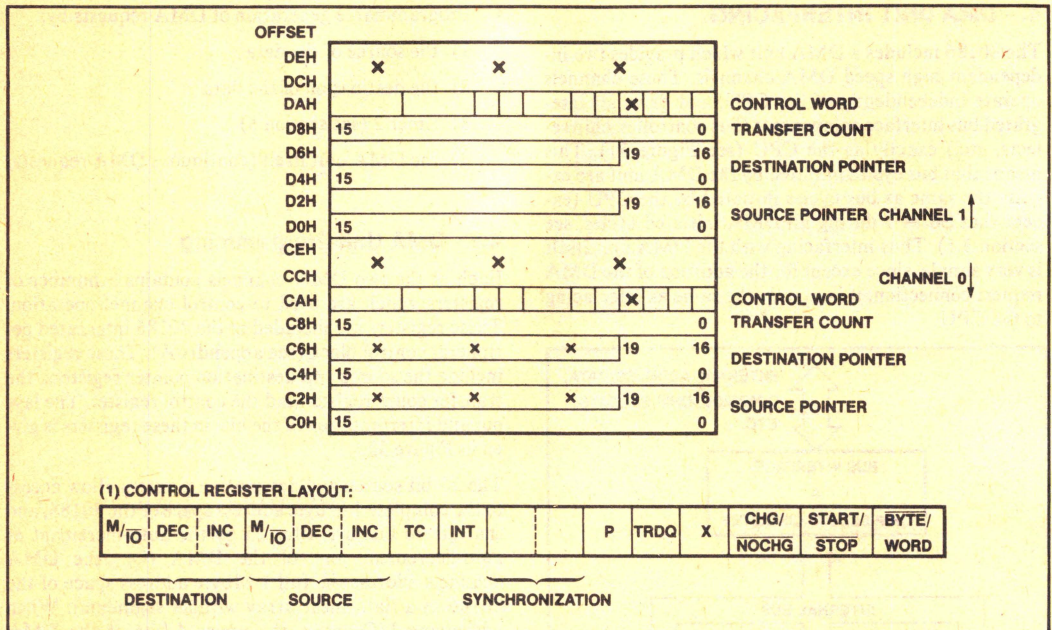 OFFSET
DEH
DCH X X X
DAH X CONTROL WORD
D8H 15 0 TRANSFER COUNT
D6H 19 16 DESTINATION POINTER
D4H 15 0
D2H 19 16 SOURCE POINTER CHANNEL 1
D0H 15 0
CEH
CCH X X X CHANNEL 0
CAH X CONTROL WORD
C8H 15 0 TRANSFER COUNT
C6H X X X 19 16 DESTINATION POINTER
C4H 15 0
C2H X X 19 16 SOURCE POINTER
C0H 15 0
(1) CONTROL REGISTER LAYOUT:
M/IO DEC INC M/IO DEC INC TC INT P TRDQ X CHG/NOCHG START/STOP BYTE/WORD
DESTINATION SOURCE SYNCHRONIZATION